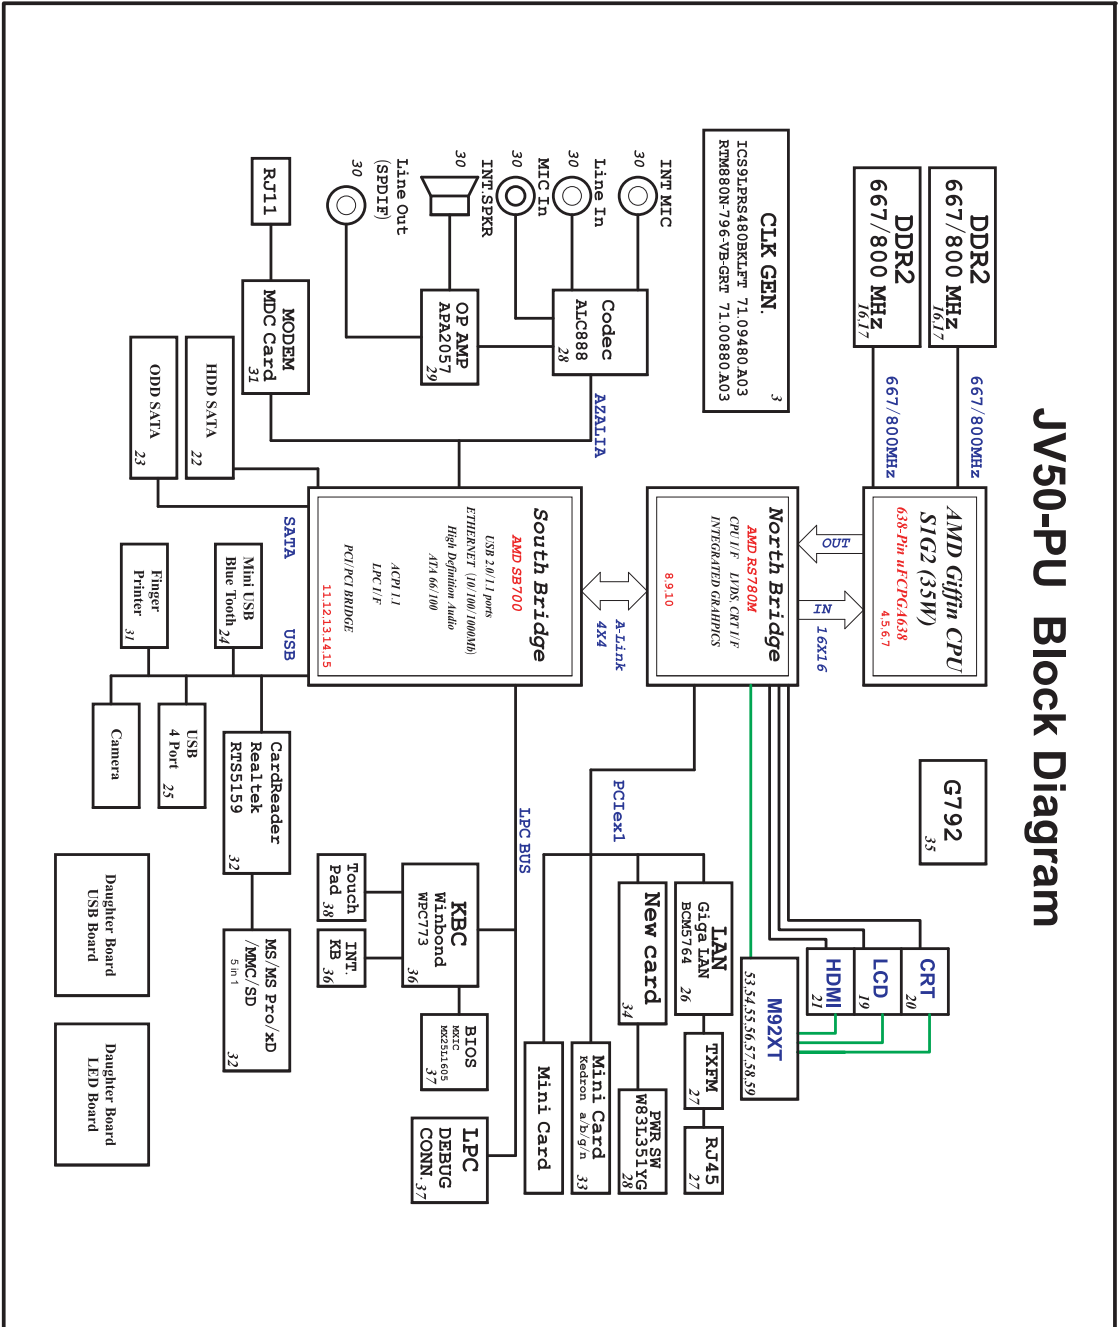 JV50-PU Block Diagram
DDR2
667/800 MHz
16,17
667/800MHz
DDR2
667/800 MHz
16,17
667/800MHz
AMD Giffin CPU
S1G2 (35W)
638-Pin uFCPGA638
4,5,6,7
G792
35
CLK GEN.
ICS9LPRS480BKLFT 71.09480.A03
RTM880N-796-VB-GRT 71.00880.A03
3
OUT
IN
16X16
North Bridge
AMD RS780M
CPU I/F LVDS, CRT I/F
INTEGRATED GRAHPICS
8,9,10
CRT
20
LCD
19
HDMI
21
M92XT
53,54,55,56,57,58,59
A-Link
4X4
INT MIC
30
Line In
30
MIC In
30
INT.SPKR
30
Line Out
(SPDIF)
30
Codec
ALC888
28
OP AMP
APA2057
29
AZALIA
RJ11
MODEM
MDC Card
31
South Bridge
AMD SB700
USB 2.0/1.1 ports
ETHERNET (10/100/1000Mb)
High Definition Audio
ATA 66/100
ACPI 1.1
LPC I/F
PCI/PCI BRIDGE
11,12,13,14,15
PCIex1
LAN
Giga LAN
BCM5764
26
TXFM
27
RJ45
27
New card
34
PWR SW
W83L351YG
28
Mini Card
Kedron a/b/g/n
33
Mini Card
LPC BUS
KBC
Winbond
WPC773
36
BIOS
MXIC
MX25L1605
37
LPC
DEBUG
CONN.
37
Touch
Pad
38
INT.
KB
36
HDD SATA
22
ODD SATA
23
SATA
USB
Mini USB
Blue Tooth
24
Finger
Printer
31
CardReader
Realtek
RTS5159
32
MS/MS Pro/xD
/MMC/SD
5 in 1
32
USB
4 Port
25
Camera
Daughter Board
USB Board
Daughter Board
LED Board